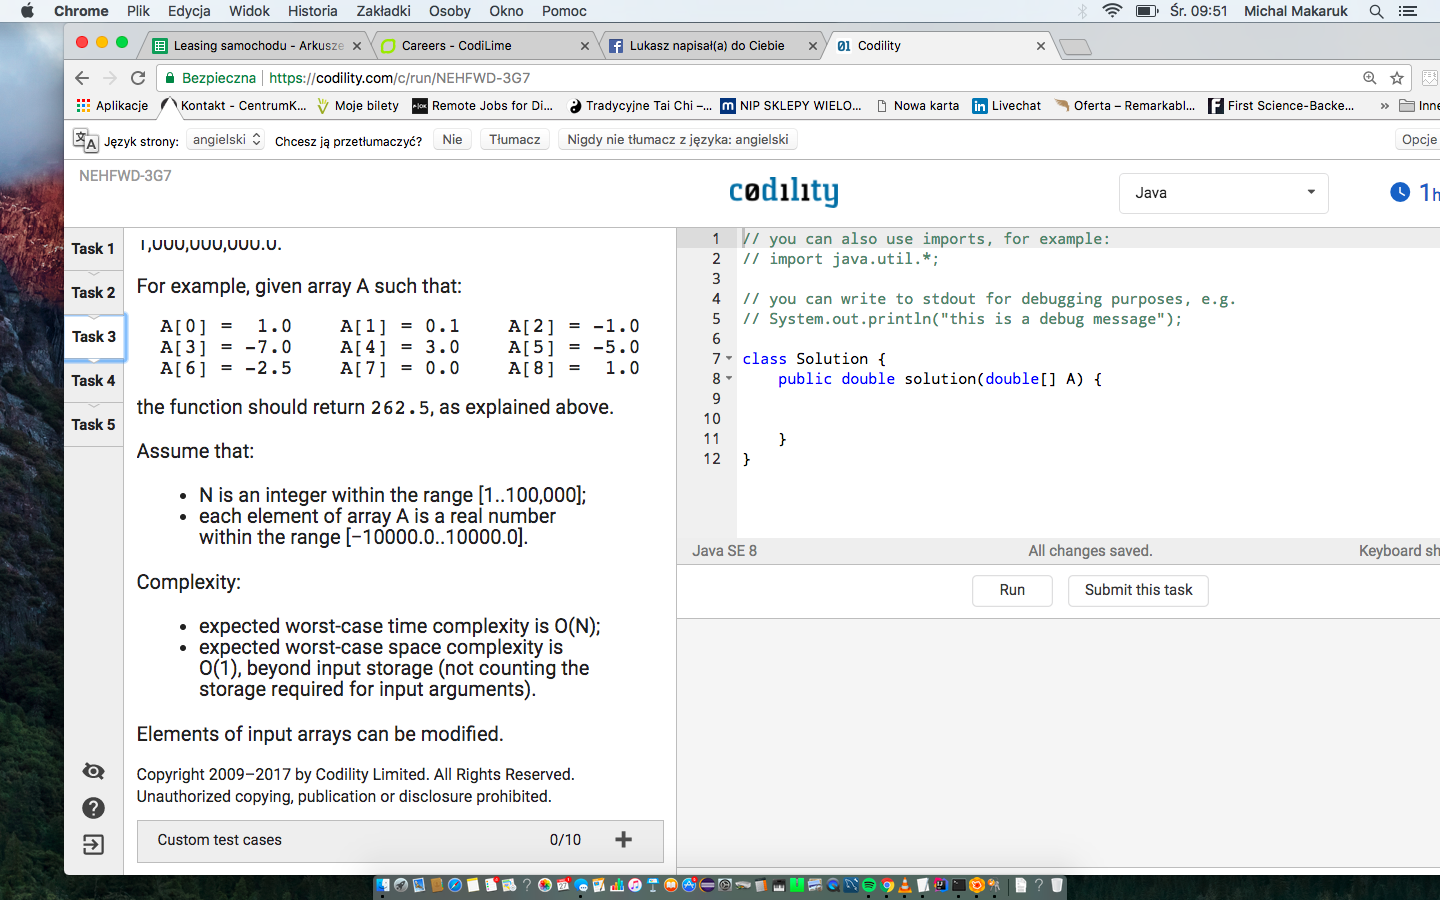 Chrome Plik Edycja Widok Historia Zakładki Osoby Okno Pomoc Śr. 09:51 Michal Makaruk
Leasing samochodu - Arkusze Careers - CodiLime Lukasz napisał(a) do Ciebie Codility
Bezpieczna https://codility.com/c/run/NEHFWD-3G7
Aplikacje Kontakt - CentrumK... Moje bilety Remote Jobs for Di... Tradycyjne Tai Chi –... NIP SKLEPY WIELO... Nowa karta Livechat Oferta – Remarkabl... First Science-Backe... » Inne
Język strony: angielski Chcesz ją przetłumaczyć? Nie Tłumacz Nigdy nie tłumacz z języka: angielski Opcje
NEHFWD-3G7
codility
Java
1h
Task 1
Task 2
Task 3
Task 4
Task 5
1,000,000,000.0.
For example, given array A such that:
A[0] = 1.0 A[1] = 0.1 A[2] = -1.0
A[3] = -7.0 A[4] = 3.0 A[5] = -5.0
A[6] = -2.5 A[7] = 0.0 A[8] = 1.0
the function should return 262.5, as explained above.
Assume that:
• N is an integer within the range [1..100,000];
• each element of array A is a real number
within the range [−10000.0..10000.0].
Complexity:
• expected worst-case time complexity is O(N);
• expected worst-case space complexity is
O(1), beyond input storage (not counting the
storage required for input arguments).
Elements of input arrays can be modified.
Copyright 2009–2017 by Codility Limited. All Rights Reserved.
Unauthorized copying, publication or disclosure prohibited.
Custom test cases 0/10 +
1 // you can also use imports, for example:
2 // import java.util.*;
3
4 // you can write to stdout for debugging purposes, e.g.
5 // System.out.println("this is a debug message");
6
7 class Solution {
8 public double solution(double[] A) {
9
10
11 }
12 }
Java SE 8 All changes saved. Keyboard sh
Run Submit this task